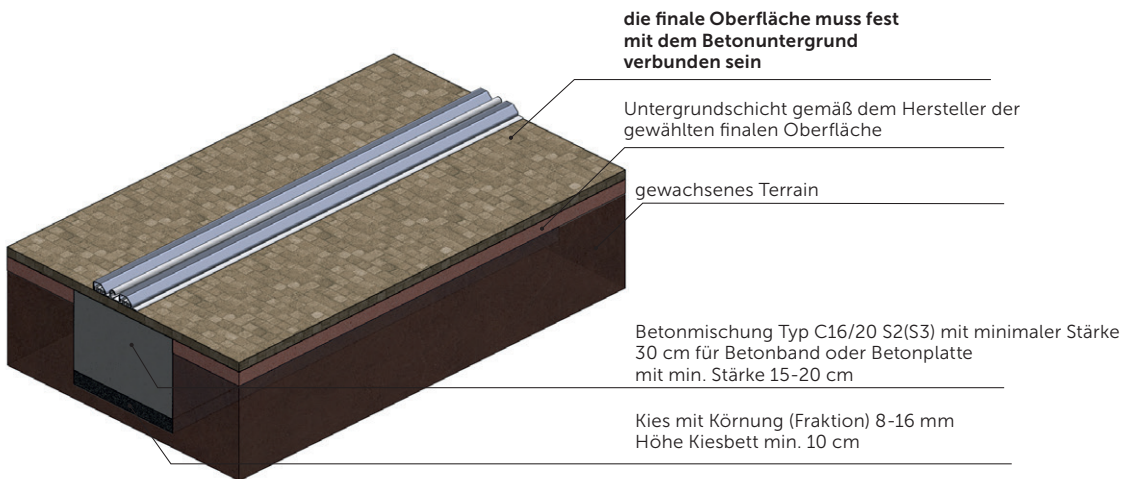 die finale Oberfläche muss fest
mit dem Betonuntergrund
verbunden sein
Untergrundschicht gemäß dem Hersteller der
gewählten finalen Oberfläche
gewachsenes Terrain
Betonmischung Typ C16/20 S2(S3) mit minimaler Stärke
30 cm für Betonband oder Betonplatte
mit min. Stärke 15-20 cm
Kies mit Körnung (Fraktion) 8-16 mm
Höhe Kiesbett min. 10 cm